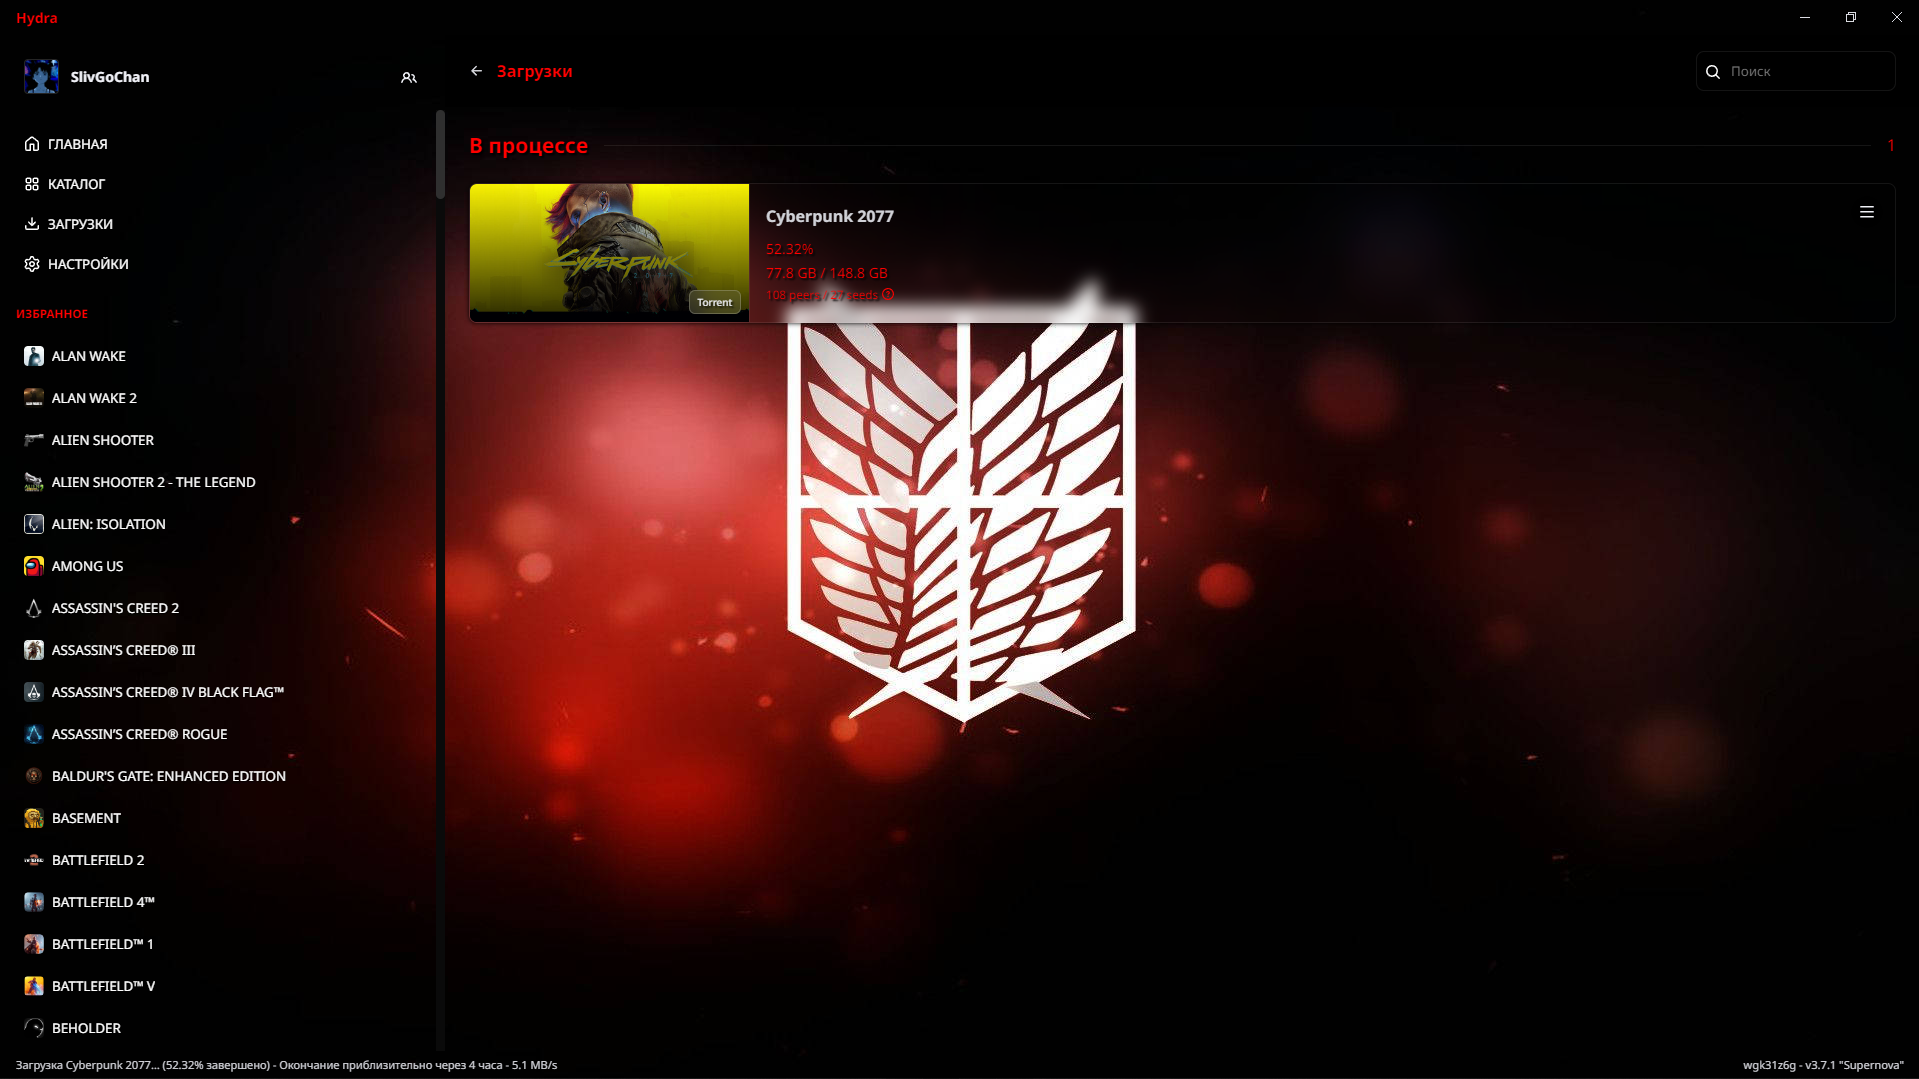 Hydra
SlivGoChan
ГЛАВНАЯ
КАТАЛОГ
ЗАГРУЗКИ
НАСТРОЙКИ
ИЗБРАННОЕ
ALAN WAKE
ALAN WAKE 2
ALIEN SHOOTER
ALIEN SHOOTER 2 - THE LEGEND
ALIEN: ISOLATION
AMONG US
ASSASSIN'S CREED 2
ASSASSIN’S CREED® III
ASSASSIN’S CREED® IV BLACK FLAG™
ASSASSIN’S CREED® ROGUE
BALDUR'S GATE: ENHANCED EDITION
BASEMENT
BATTLEFIELD 2
BATTLEFIELD 4™
BATTLEFIELD™ 1
BATTLEFIELD™ V
BEHOLDER
Загрузки
Поиск
В процессе
1
Cyberpunk
Torrent
Cyberpunk 2077
52.32%
77.8 GB / 148.8 GB
108 peers / 27 seeds
Загрузка Cyberpunk 2077... (52.32% завершено) - Окончание приблизительно через 4 часа - 5.1 MB/s
wgk31z6g - v3.7.1 "Supernova"